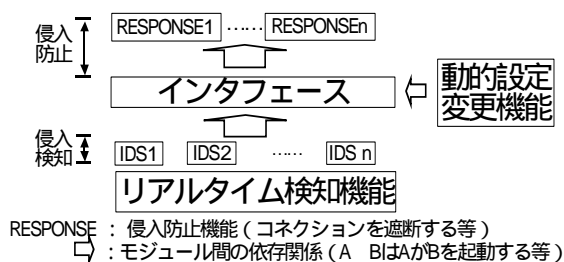 侵入
防止
RESPONSE1 …… RESPONSEn
インタフェース
動的設定
変更機能
侵入
検知
IDS1 IDS2 …… IDS n
リアルタイム検知機能
RESPONSE : 侵入防止機能(コネクションを遮断する等)
⇨ : モジュール間の依存関係(A BはAがBを起動する等)